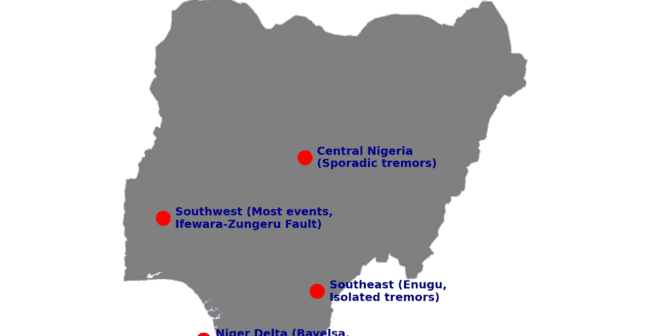 Central Nigeria
(Sporadic tremors)
Southwest (Most events,
Ifewara-Zungeru Fault)
Southeast (Enugu,
Isolated tremors)
Niger Delta (Bayelsa,